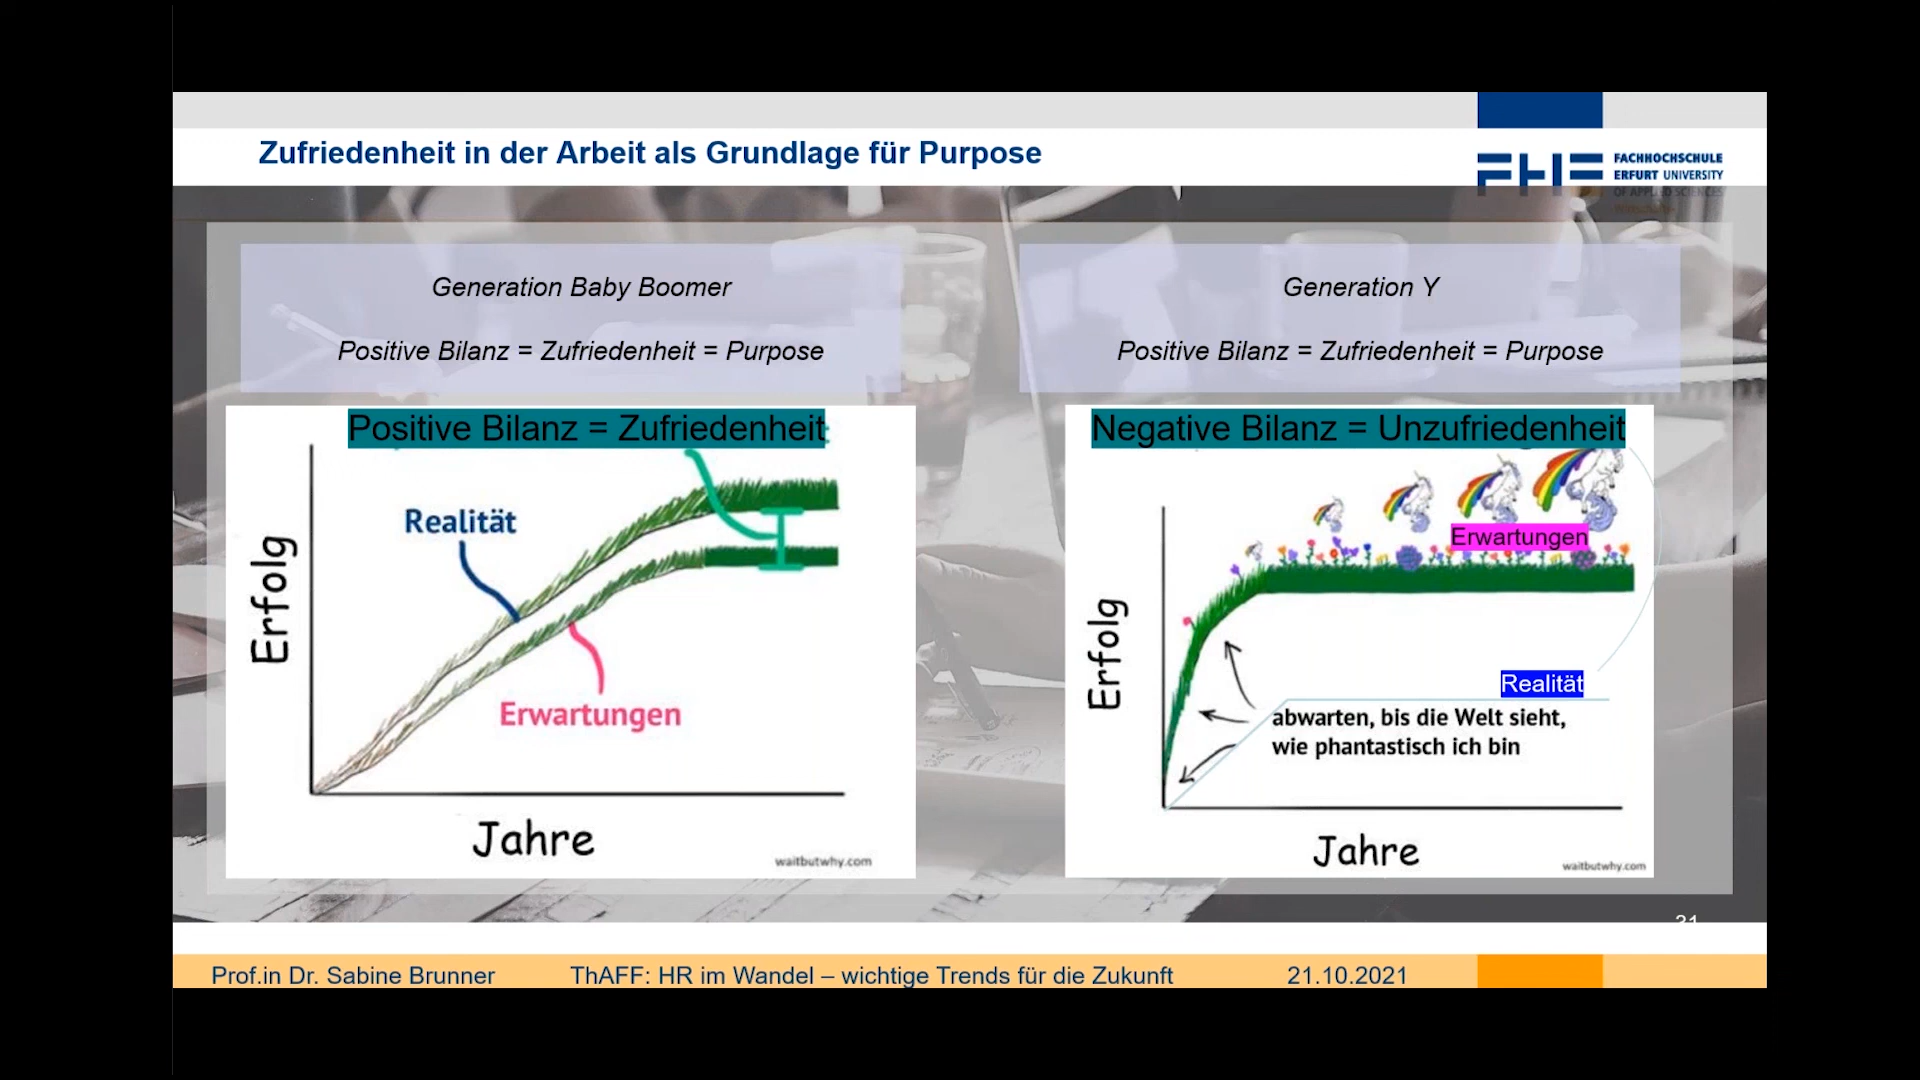 Zufriedenheit in der Arbeit als Grundlage für Purpose
FACHHOCHSCHULE
ERFURT UNIVERSITY
OF APPLIED SCIENCES
Generation Baby Boomer
Positive Bilanz = Zufriedenheit = Purpose
Generation Y
Positive Bilanz = Zufriedenheit = Purpose
Positive Bilanz = Zufriedenheit
Realität
Erwartungen
Erfolg
Jahre
waitbutwhy.com
Negative Bilanz = Unzufriedenheit
Erwartungen
Realität
abwarten, bis die Welt sieht,
wie phantastisch ich bin
Erfolg
Jahre
waitbutwhy.com
31
Prof.in Dr. Sabine Brunner
ThAFF: HR im Wandel – wichtige Trends für die Zukunft
21.10.2021